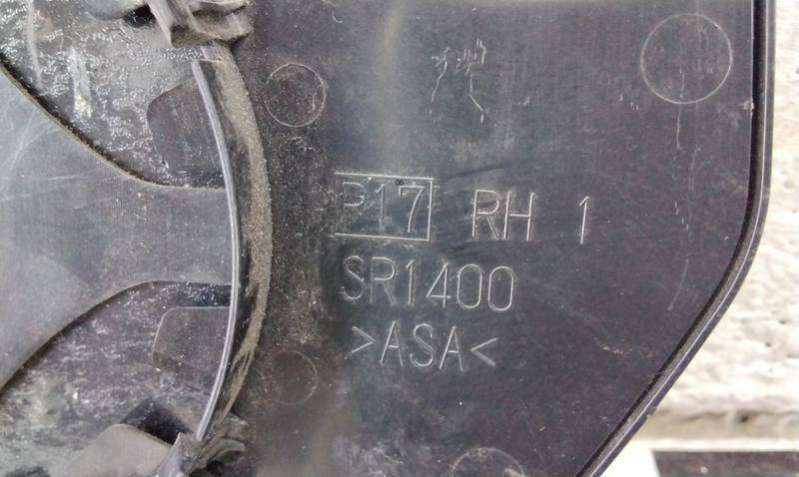 P17 RH 1
SR1400
>ASA<